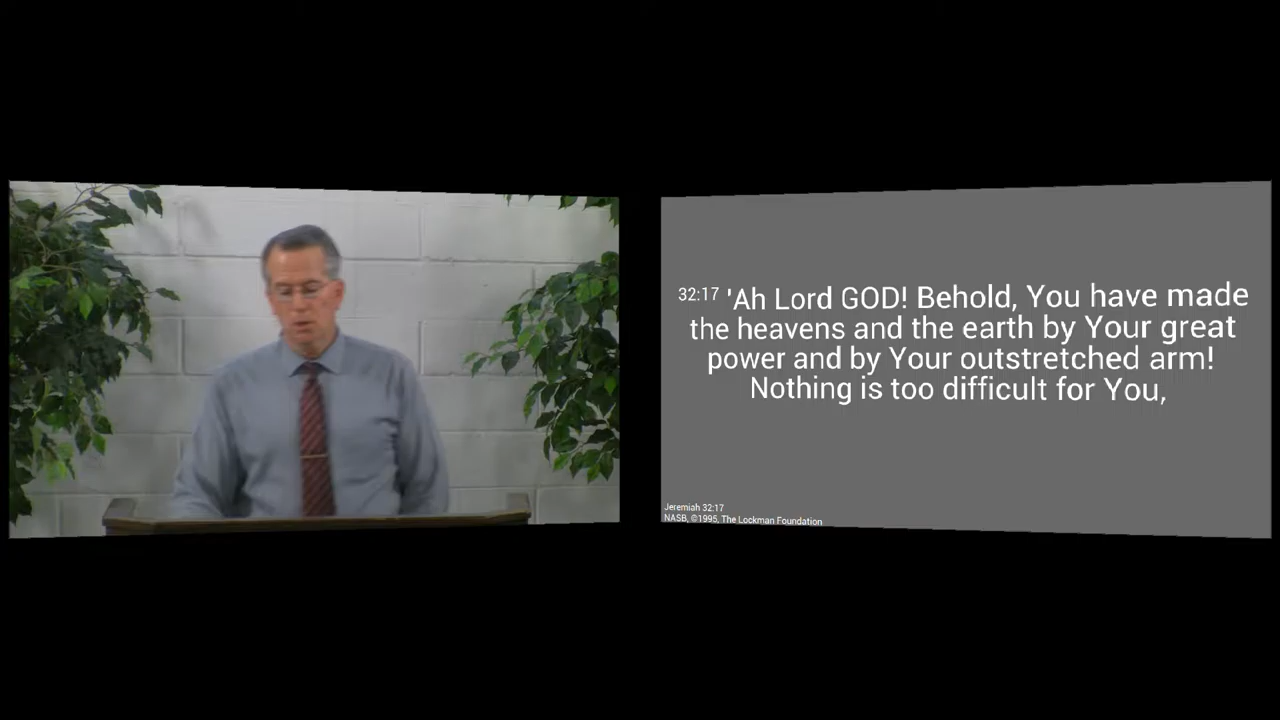 32:17 'Ah Lord GOD! Behold, You have made
the heavens and the earth by Your great
power and by Your outstretched arm!
Nothing is too difficult for You,
Jeremiah 32:17
NASB, ©1995, The Lockman Foundation